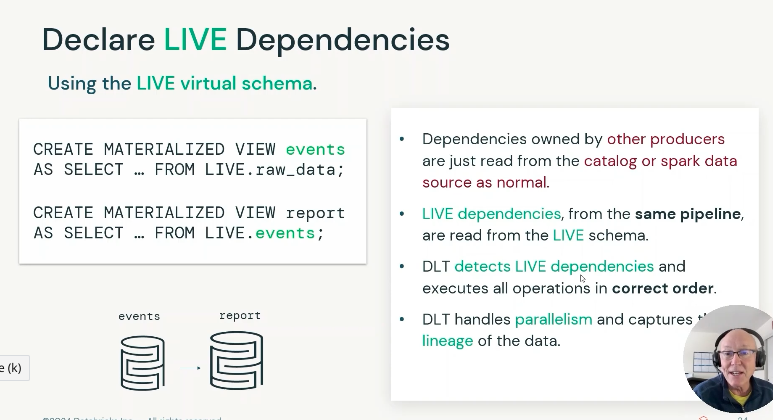 Declare LIVE Dependencies
Using the LIVE virtual schema.
CREATE MATERIALIZED VIEW events
AS SELECT … FROM LIVE.raw_data;
CREATE MATERIALIZED VIEW report
AS SELECT … FROM LIVE.events;
events
report
e (k)
• Dependencies owned by other producers
are just read from the catalog or spark data
source as normal.
• LIVE dependencies, from the same pipeline,
are read from the LIVE schema.
• DLT detects LIVE dependencies and
executes all operations in correct order.
• DLT handles parallelism and captures
lineage of the data.